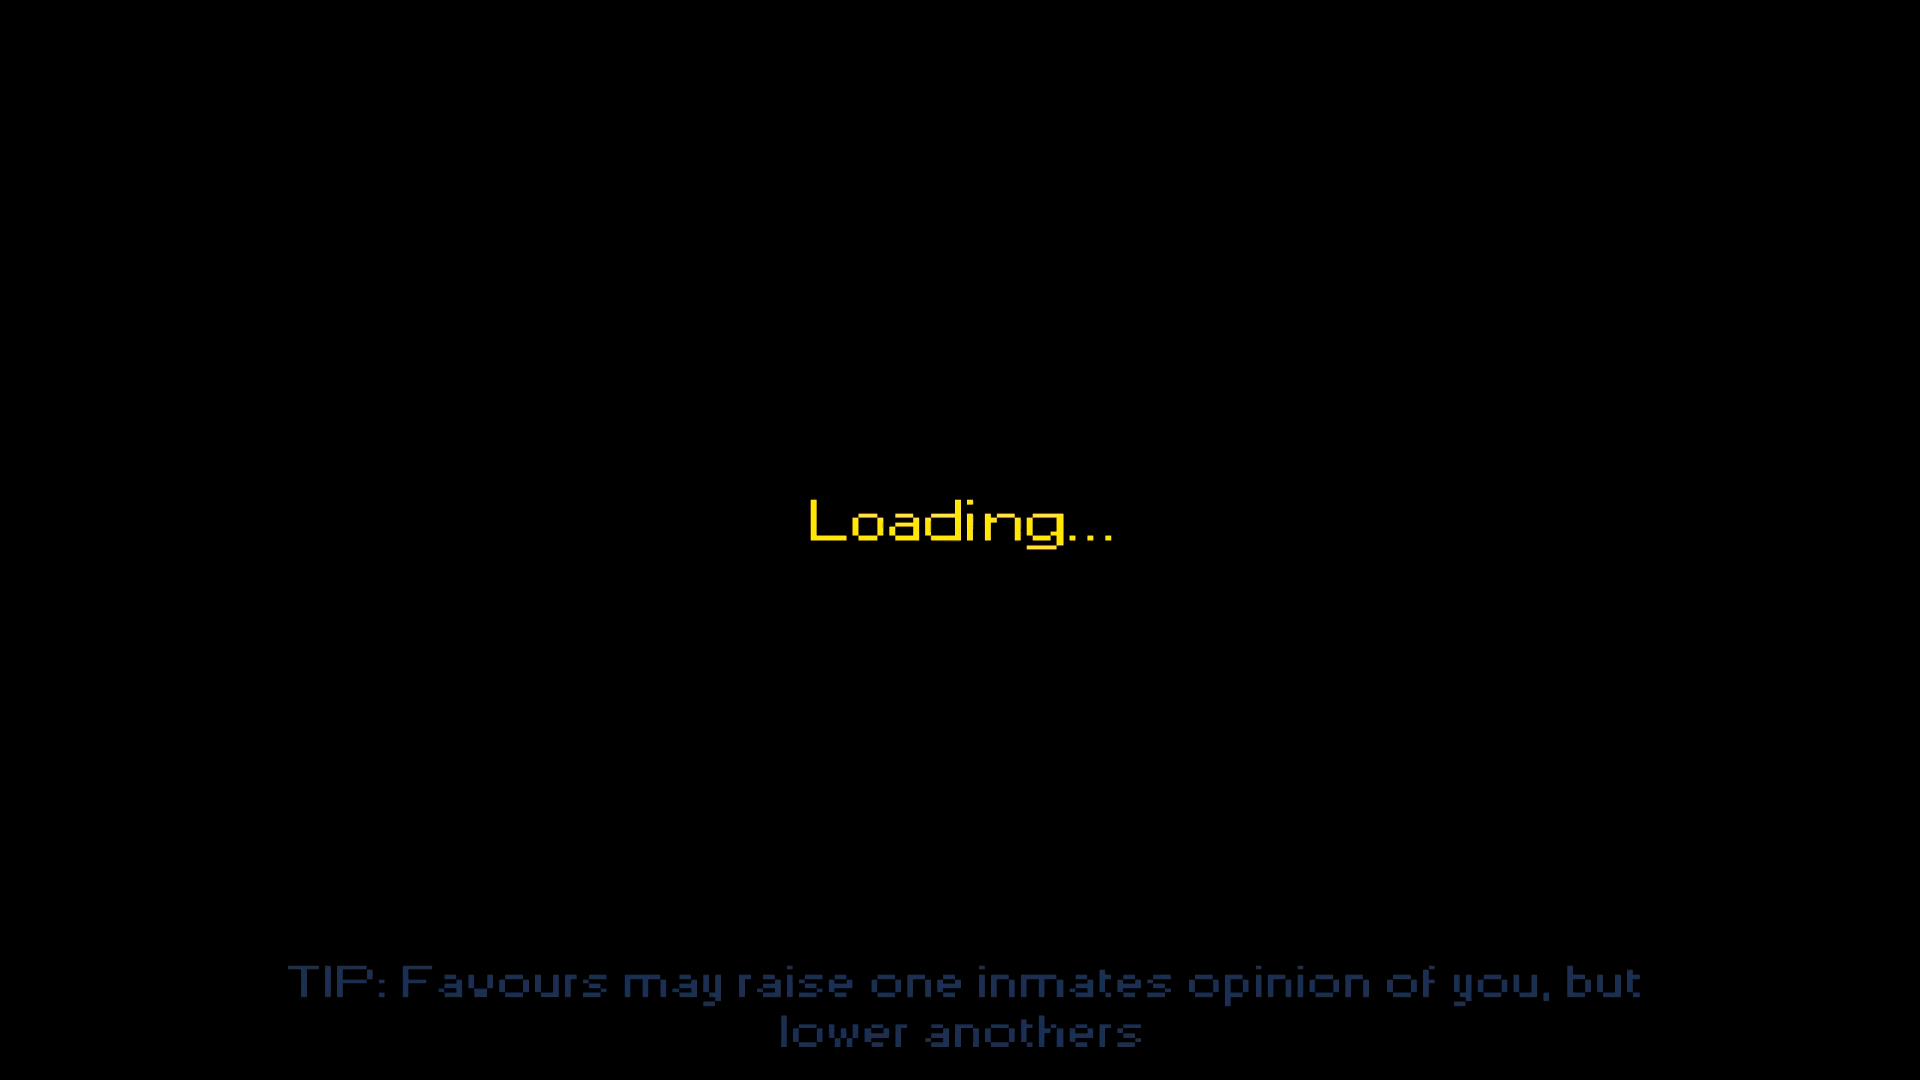 Loading...
TIP: Favours may raise one inmates opinion of you, but
lower anothers